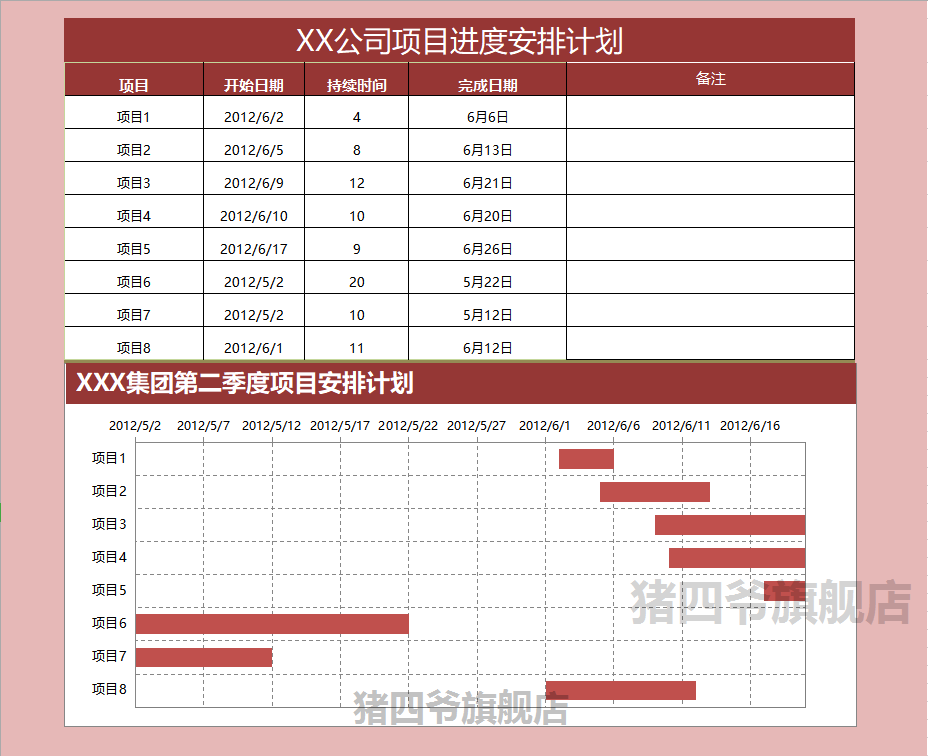 XX公司项目进度安排计划
项目 开始日期 持续时间 完成日期 备注
项目1 2012/6/2 4 6月6日
项目2 2012/6/5 8 6月13日
项目3 2012/6/9 12 6月21日
项目4 2012/6/10 10 6月20日
项目5 2012/6/17 9 6月26日
项目6 2012/5/2 20 5月22日
项目7 2012/5/2 10 5月12日
项目8 2012/6/1 11 6月12日
XXX集团第二季度项目安排计划
2012/5/2 2012/5/7 2012/5/12 2012/5/17 2012/5/22 2012/5/27 2012/6/1 2012/6/6 2012/6/11 2012/6/16
项目1
项目2
项目3
项目4
项目5
猪四爷旗舰店
项目6
项目7
项目8
猪四爷旗舰店